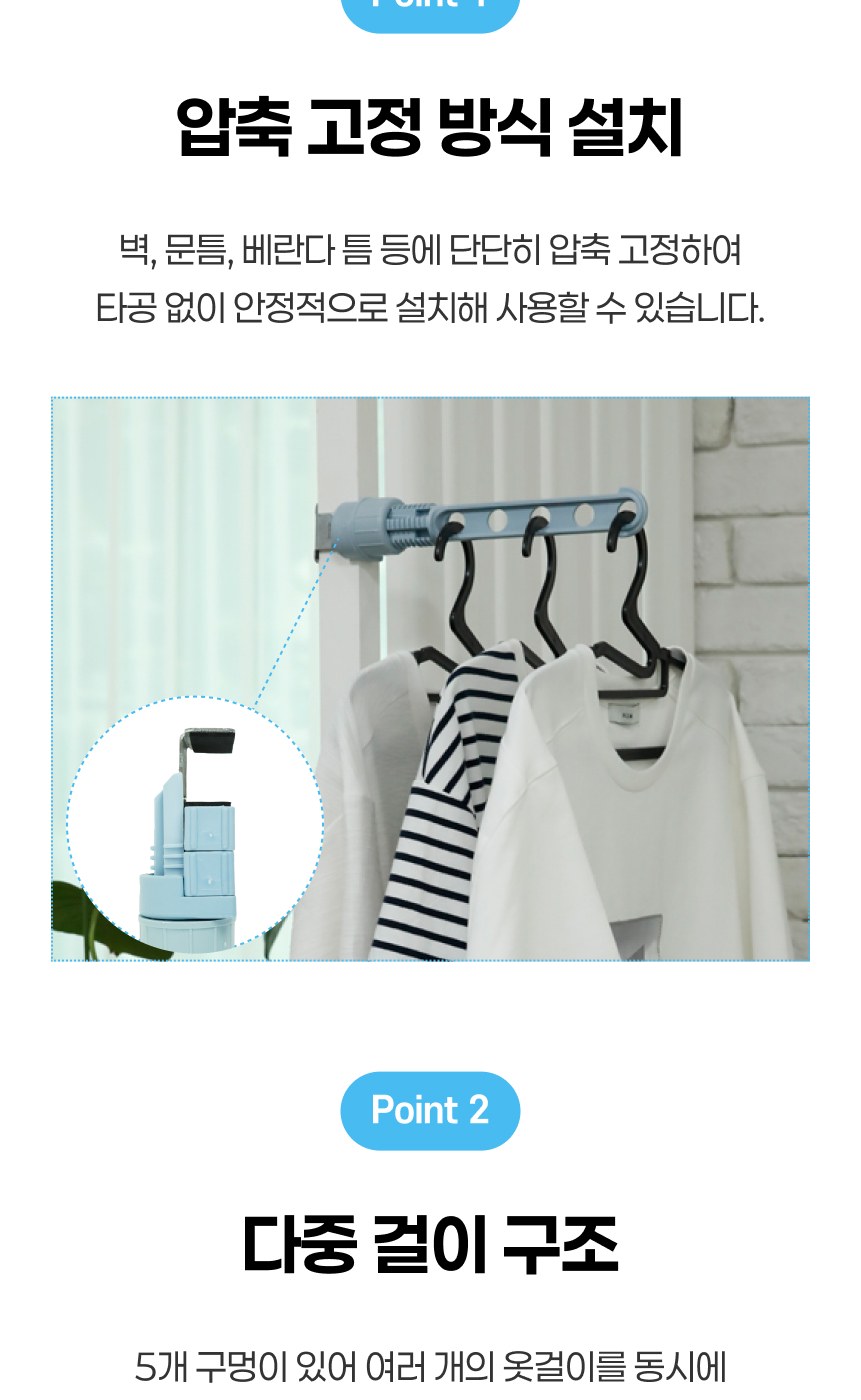 Point 1
압축 고정 방식 설치
벽, 문틈, 베란다 틈 등에 단단히 압축 고정하여
타공 없이 안정적으로 설치해 사용할 수 있습니다.
Point 2
다중 걸이 구조
5개 구멍이 있어 여러 개의 옷걸이를 동시에